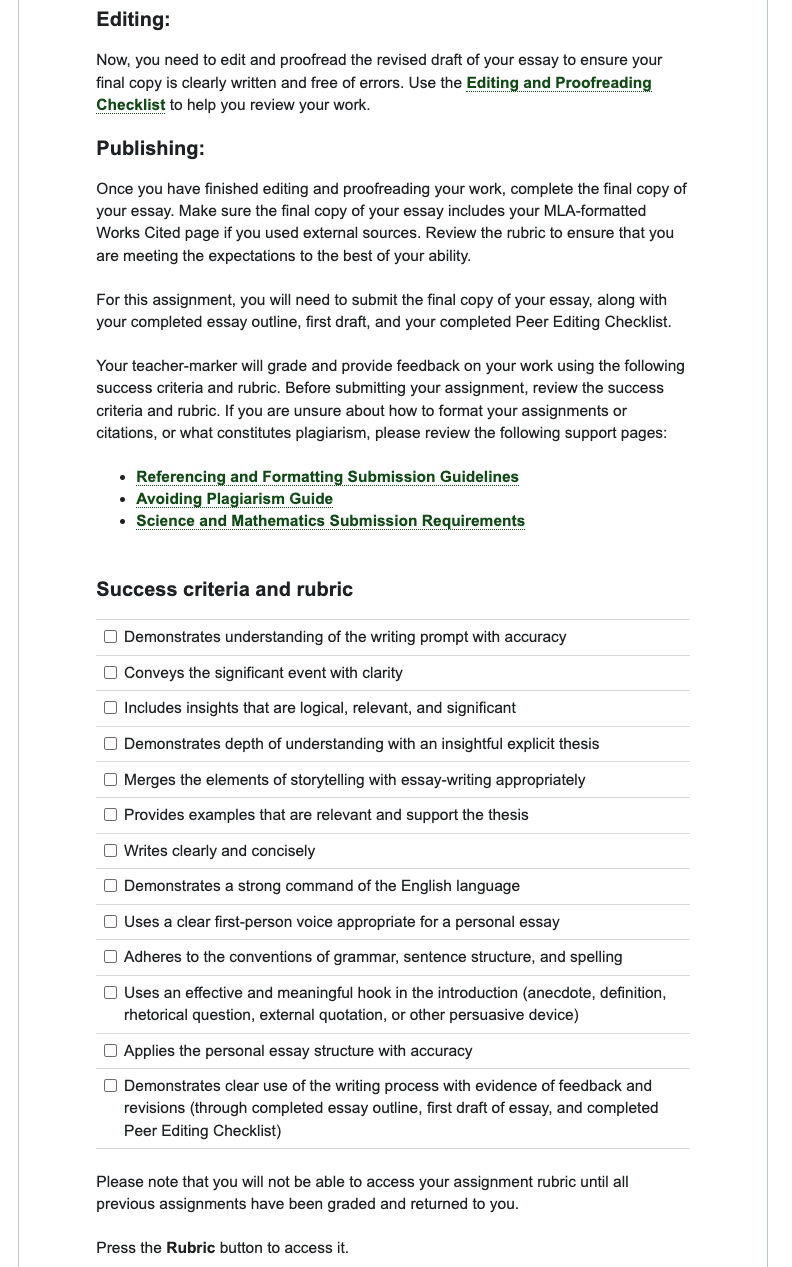 Editing:
Now, you need to edit and proofread the revised draft of your essay to ensure your
final copy is clearly written and free of errors. Use the Editing and Proofreading
Checklist to help you review your work.
Publishing:
Once you have finished editing and proofreading your work, complete the final copy of
your essay. Make sure the final copy of your essay includes your MLA-formatted
Works Cited page if you used external sources. Review the rubric to ensure that you
are meeting the expectations to the best of your ability.
For this assignment, you will need to submit the final copy of your essay, along with
your completed essay outline, first draft, and your completed Peer Editing Checklist.
Your teacher-marker will grade and provide feedback on your work using the following
success criteria and rubric. Before submitting your assignment, review the success
criteria and rubric. If you are unsure about how to format your assignments or
citations, or what constitutes plagiarism, please review the following support pages:
• Referencing and Formatting Submission Guidelines
• Avoiding Plagiarism Guide
• Science and Mathematics Submission Requirements
Success criteria and rubric
Demonstrates understanding of the writing prompt with accuracy
Conveys the significant event with clarity
Includes insights that are logical, relevant, and significant
Demonstrates depth of understanding with an insightful explicit thesis
Merges the elements of storytelling with essay-writing appropriately
Provides examples that are relevant and support the thesis
Writes clearly and concisely
Demonstrates a strong command of the English language
Uses a clear first-person voice appropriate for a personal essay
Adheres to the conventions of grammar, sentence structure, and spelling
Uses an effective and meaningful hook in the introduction (anecdote, definition,
rhetorical question, external quotation, or other persuasive device)
Applies the personal essay structure with accuracy
Demonstrates clear use of the writing process with evidence of feedback and
revisions (through completed essay outline, first draft of essay, and completed
Peer Editing Checklist)
Please note that you will not be able to access your assignment rubric until all
previous assignments have been graded and returned to you.
Press the Rubric button to access it.